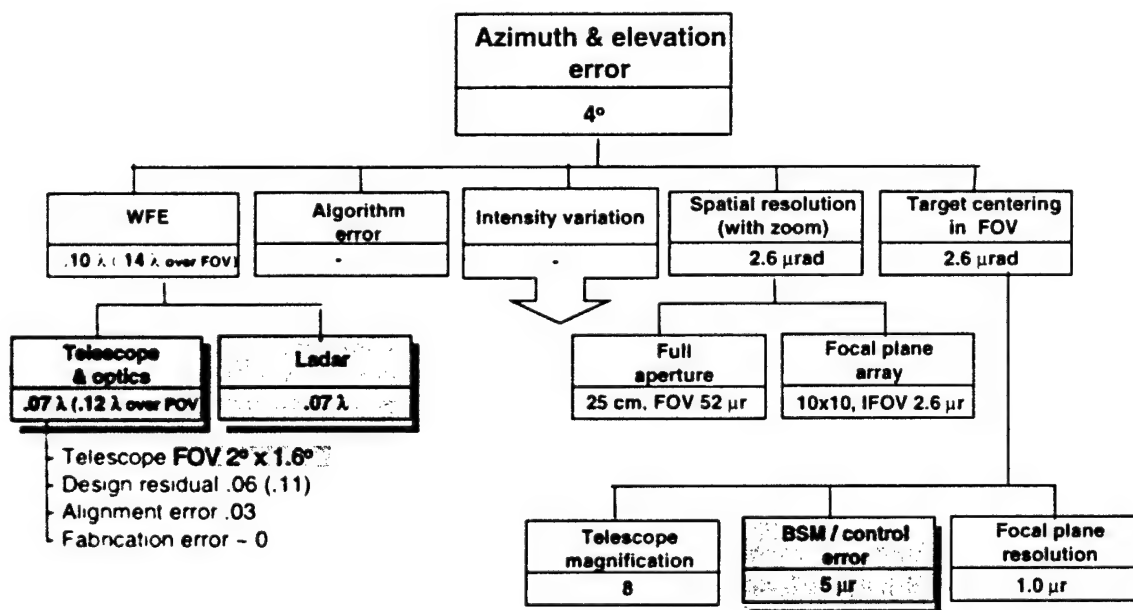 Azimuth & elevation
error
4º
WFE
.10 λ (.14 λ over FOV)
Algorithm
error
-
Intensity variation
-
Spatial resolution
(with zoom)
2.6 μrad
Target centering
in FOV
2.6 μrad
Telescope
& optics
.07 λ (.12 λ over FOV)
Ladar
.07 λ
Full
aperture
25 cm, FOV 52 μr
Focal plane
array
10x10, IFOV 2.6 μr
Telescope FOV 2º x 1.6º
Design residual .06 (.11)
Alignment error .03
Fabrication error ~ 0
Telescope
magnification
8
BSM / control
error
5 μr
Focal plane
resolution
1.0 μr